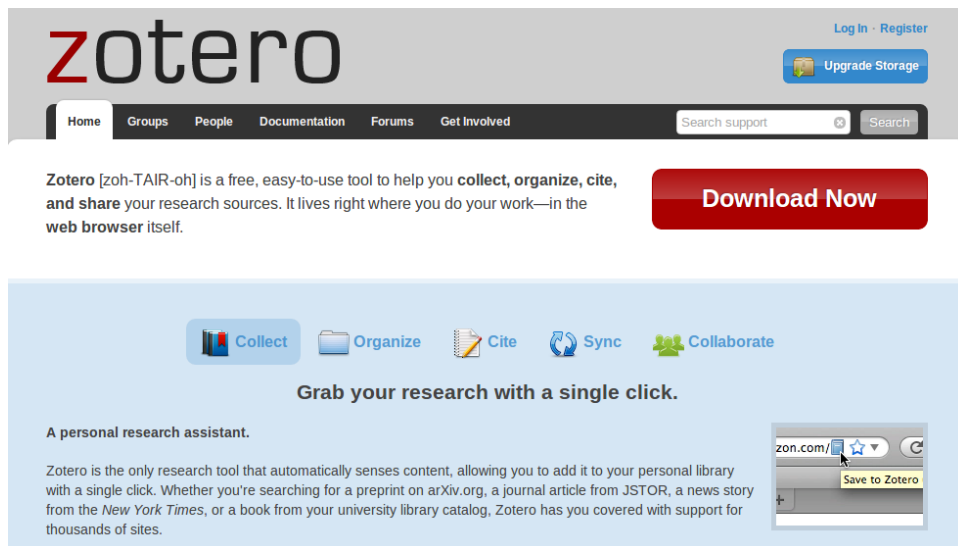 zotero
Log In · Register
Upgrade Storage
Home Groups People Documentation Forums Get Involved
Search support
Search
Zotero [zoh-TAIR-oh] is a free, easy-to-use tool to help you collect, organize, cite,
and share your research sources. It lives right where you do your work—in the
web browser itself.
Download Now
Collect Organize Cite Sync Collaborate
Grab your research with a single click.
A personal research assistant.
Zotero is the only research tool that automatically senses content, allowing you to add it to your personal library
with a single click. Whether you're searching for a preprint on arXiv.org, a journal article from JSTOR, a news story
from the New York Times, or a book from your university library catalog, Zotero has you covered with support for
thousands of sites.
zon.com/
Save to Zotero